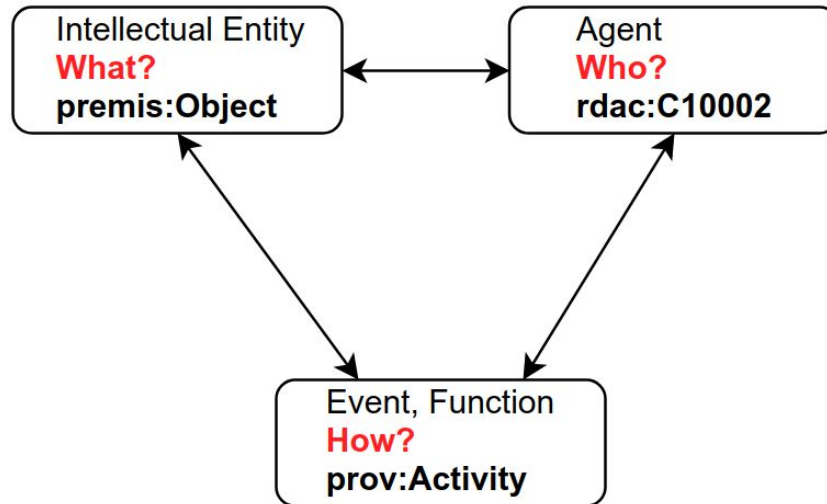 Intellectual Entity
What?
premis:Object
Agent
Who?
rdac:C10002
Event, Function
How?
prov:Activity